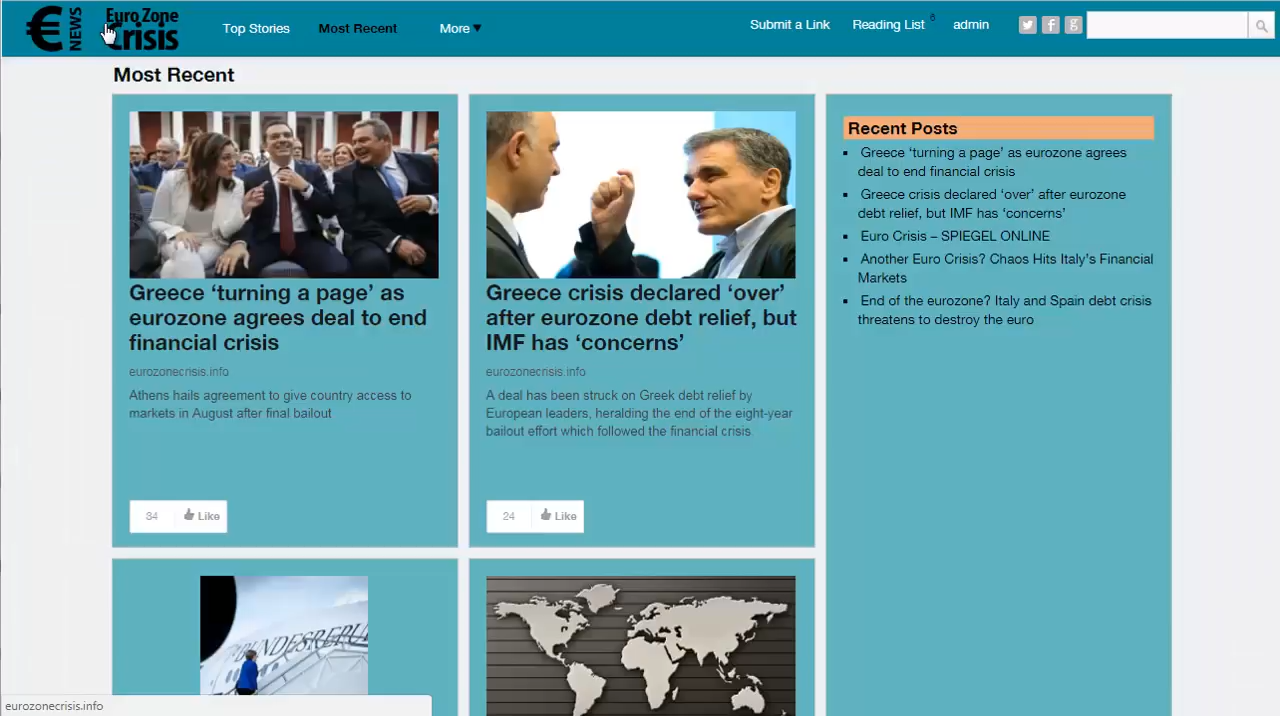 € NEWS
Euro Zone
Crisis
Top Stories
Most Recent
More ▼
Submit a Link
Reading List
admin
Most Recent
Greece ‘turning a page’ as
eurozone agrees deal to end
financial crisis
eurozonecrisis.info
Athens hails agreement to give country access to
markets in August after final bailout
34
Like
Greece crisis declared ‘over’
after eurozone debt relief, but
IMF has ‘concerns’
eurozonecrisis.info
A deal has been struck on Greek debt relief by
European leaders, heralding the end of the eight-year
bailout effort which followed the financial crisis.
24
Like
Recent Posts
Greece ‘turning a page’ as eurozone agrees
deal to end financial crisis
Greece crisis declared ‘over’ after eurozone
debt relief, but IMF has ‘concerns’
Euro Crisis – SPIEGEL ONLINE
Another Euro Crisis? Chaos Hits Italy’s Financial
Markets
End of the eurozone? Italy and Spain debt crisis
threatens to destroy the euro
BUNDESREPU
eurozonecrisis.info